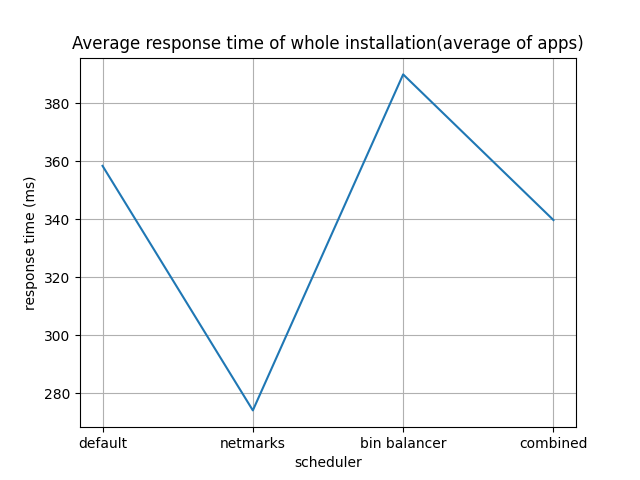 Average response time of whole installation(average of apps)
380
360
340
320
300
280
response time (ms)
default netmarks bin balancer combined
scheduler